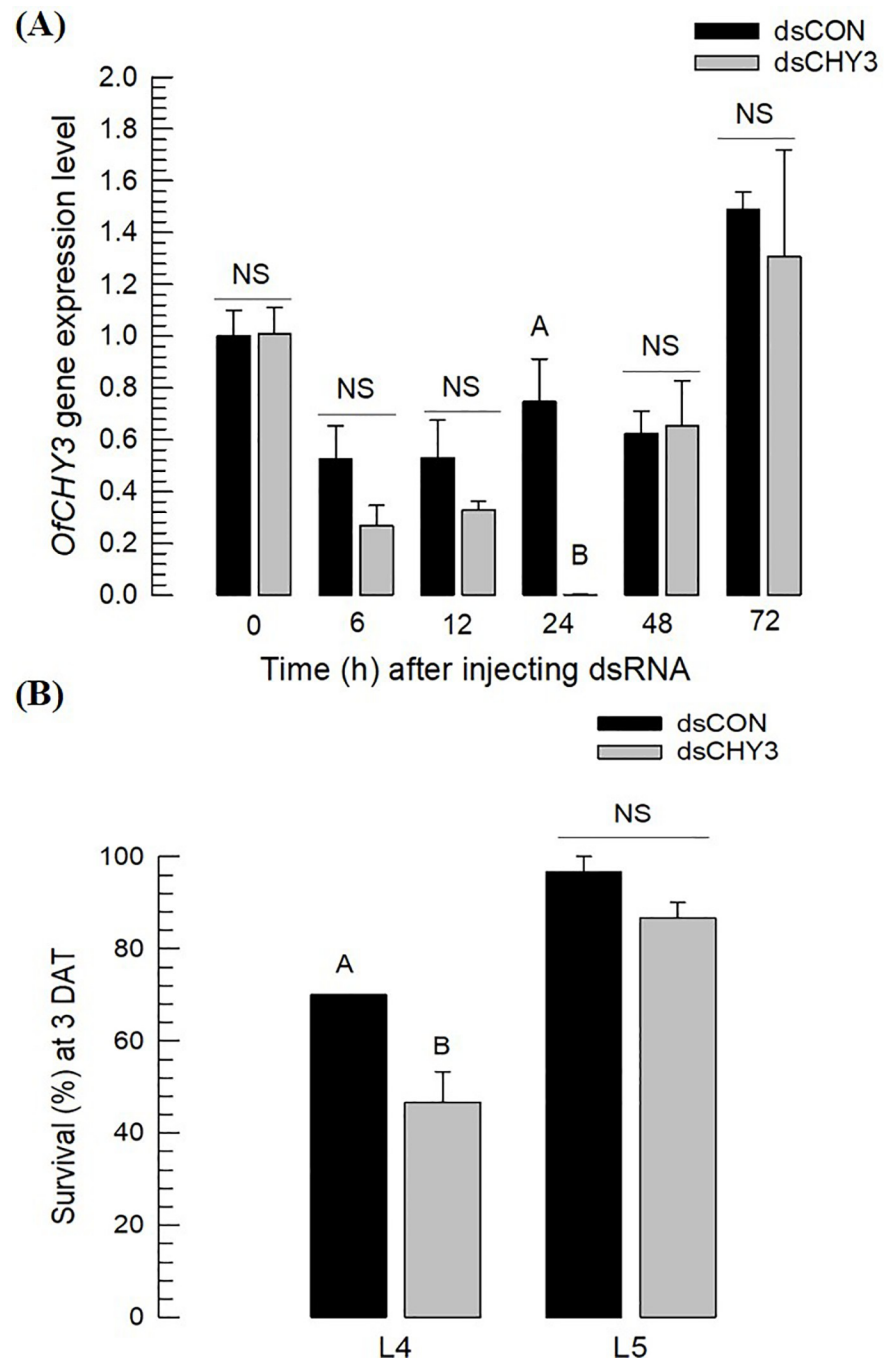 (A)
dsCON
dsCHY3
OfCHY3 gene expression level
2.0
1.8
1.6
1.4
1.2
1.0
0.8
0.6
0.4
0.2
0.0
NS
NS
NS
A
B
NS
NS
0 6 12 24 48 72
Time (h) after injecting dsRNA
(B)
dsCON
dsCHY3
Survival (%) at 3 DAT
100
80
60
40
20
0
A
B
NS
L4 L5